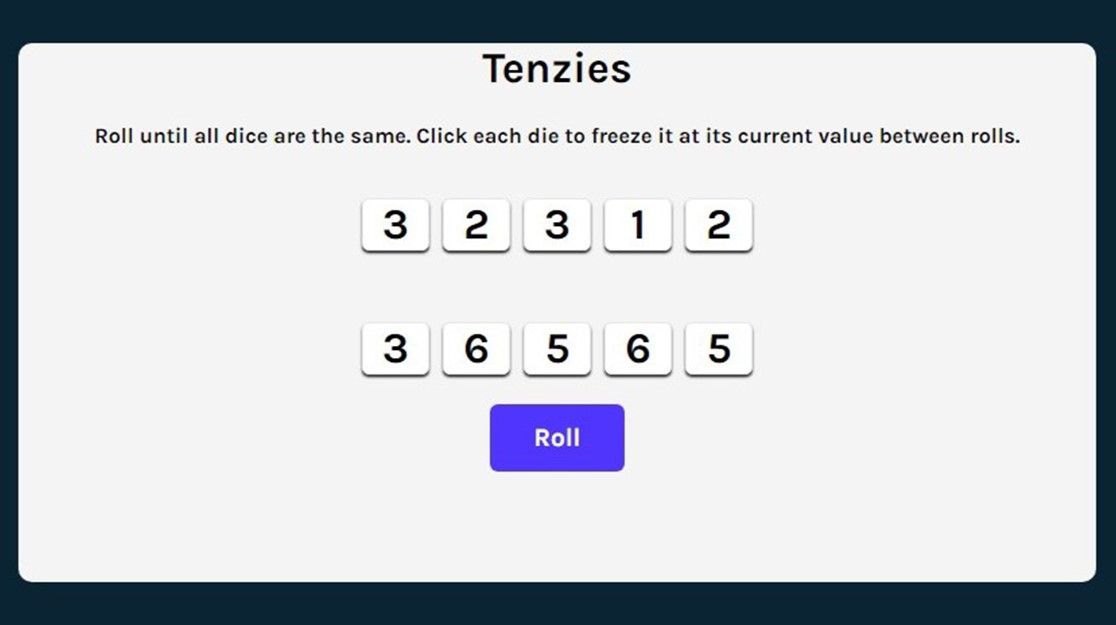 Tenzies
Roll until all dice are the same. Click each die to freeze it at its current value between rolls.
3 2 3 1 2
3 6 5 6 5
Roll